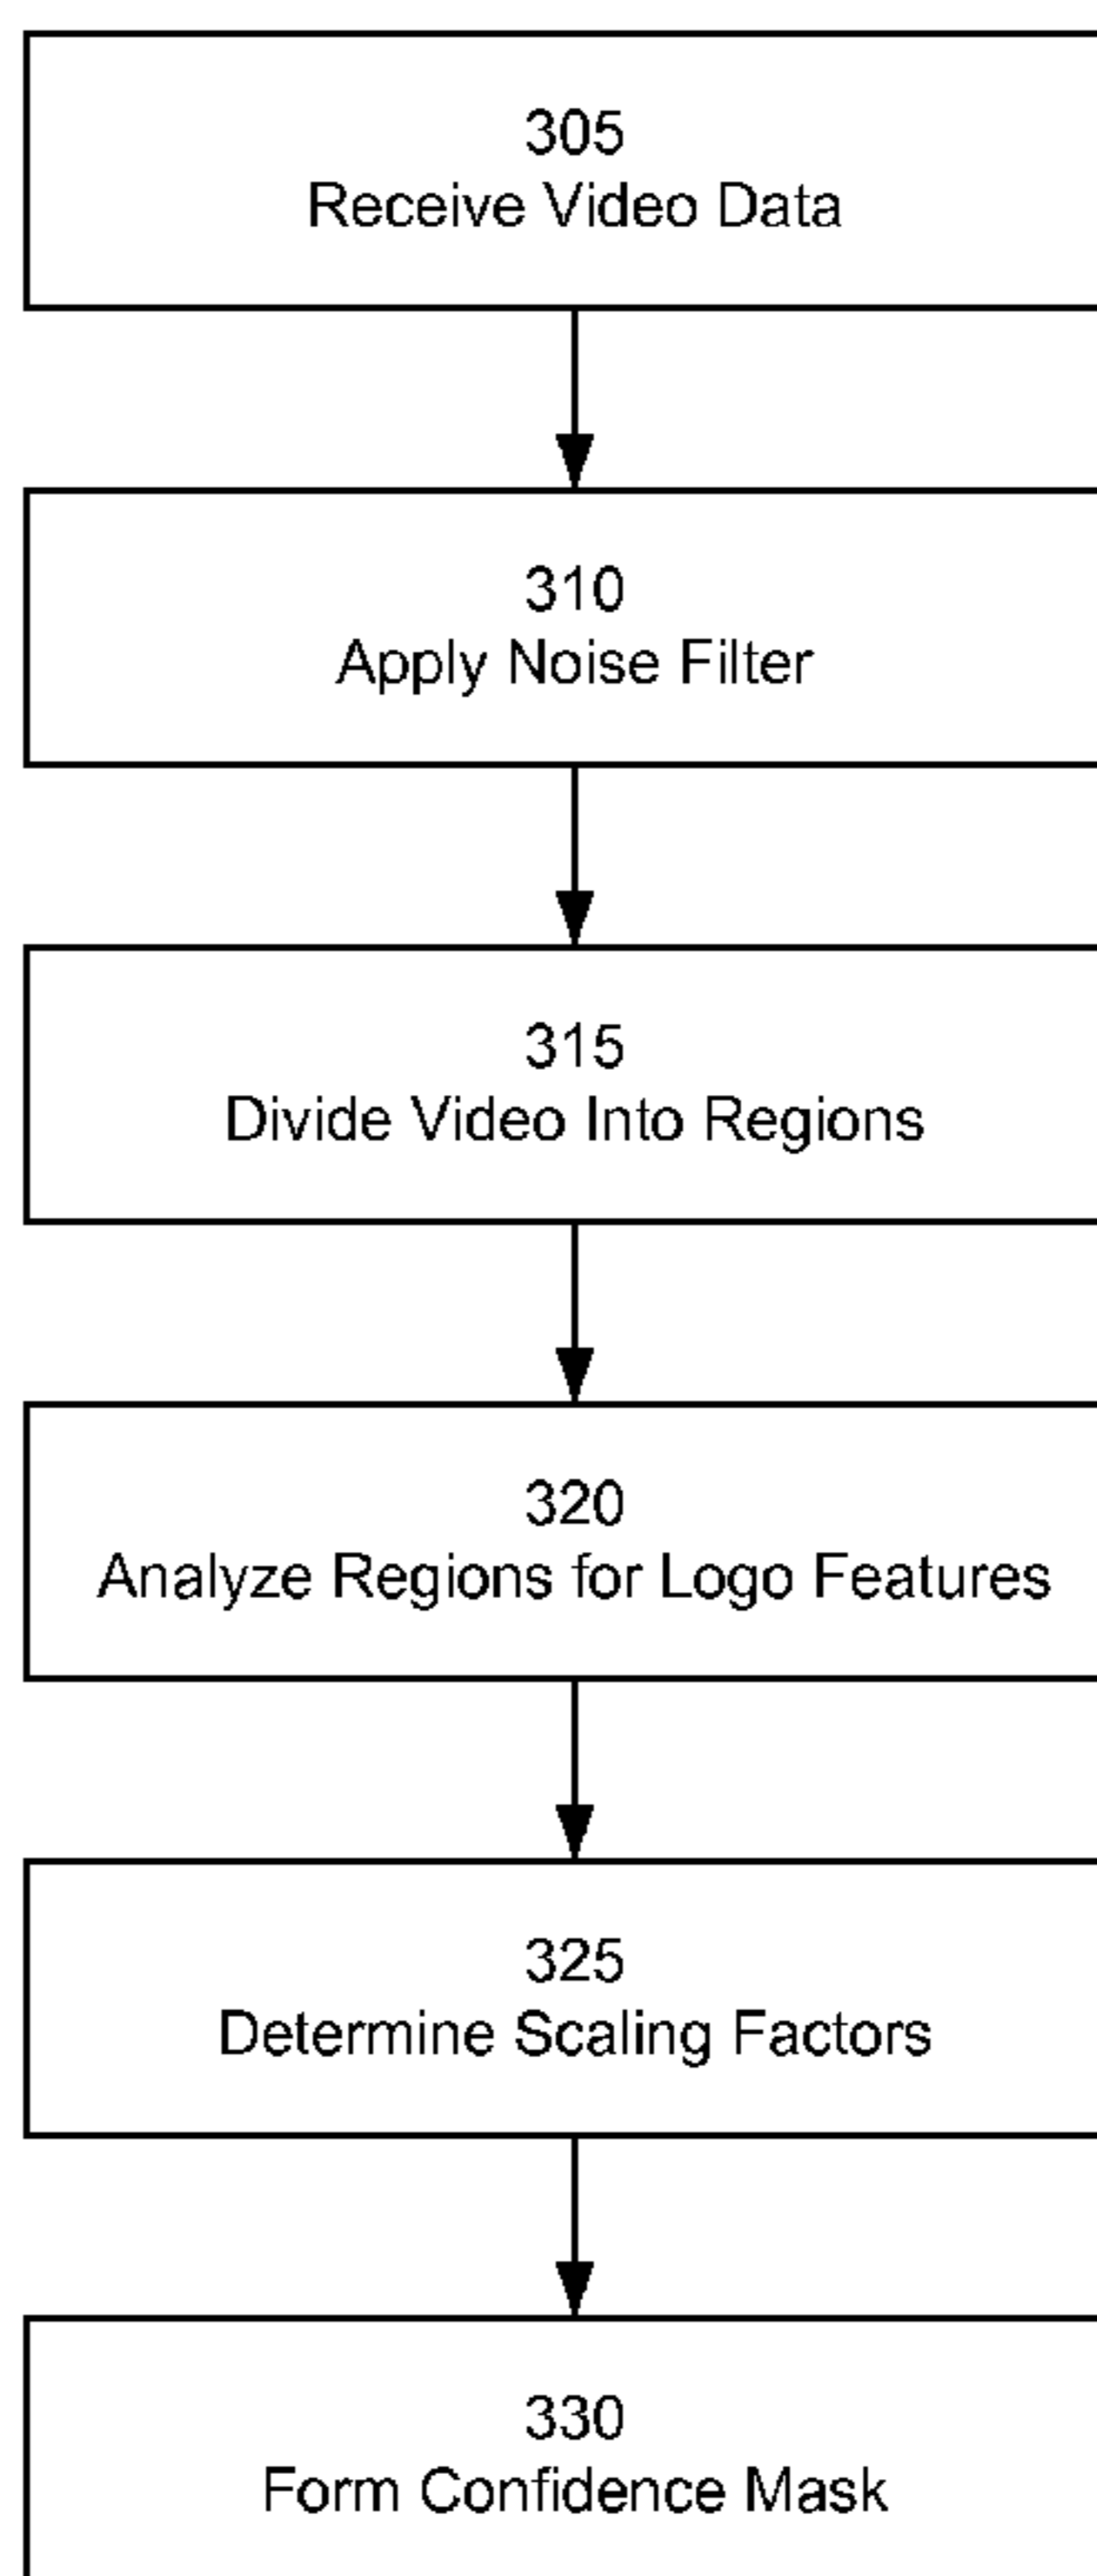 305
Receive Video Data
310
Apply Noise Filter
315
Divide Video Into Regions
320
Analyze Regions for Logo Features
325
Determine Scaling Factors
330
Form Confidence Mask